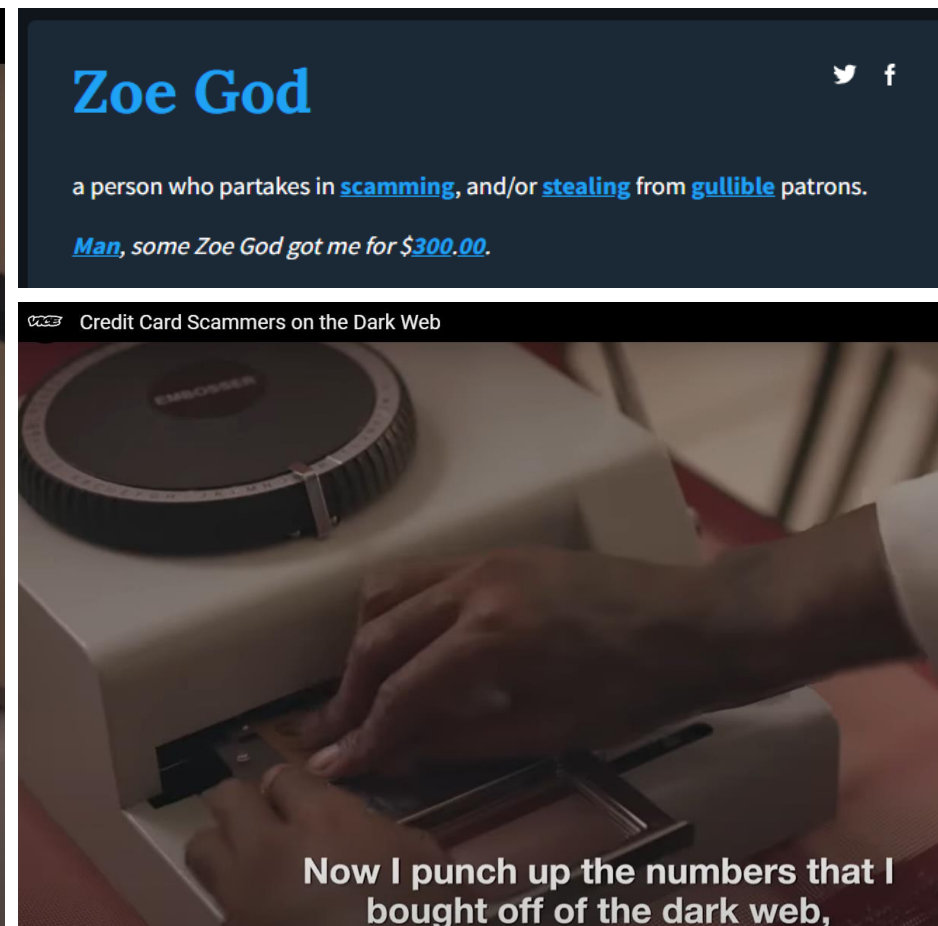 Zoe God
a person who partakes in scamming, and/or stealing from gullible patrons.
Man, some Zoe God got me for $300.00.
VICE Credit Card Scammers on the Dark Web
EMBOSSER
Now I punch up the numbers that I
bought off of the dark web,